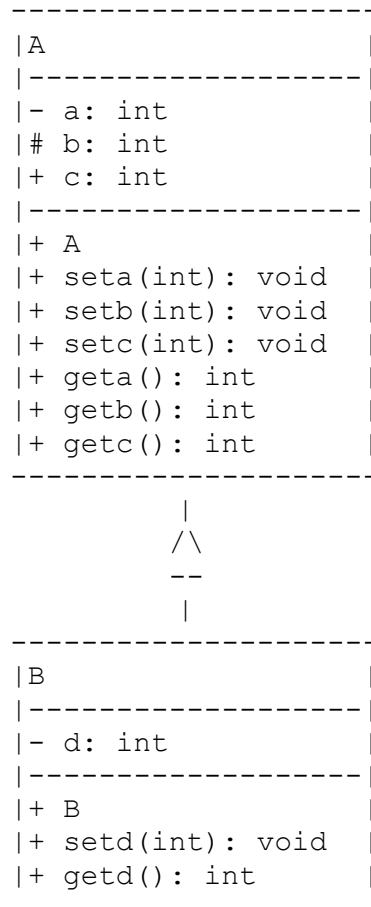 ---------------------
|A                  |
|-------------------|
|- a: int           |
|# b: int           |
|+ c: int           |
|-------------------|
|+ A                |
|+ seta(int): void  |
|+ setb(int): void  |
|+ setc(int): void  |
|+ geta(): int      |
|+ getb(): int      |
|+ getc(): int      |
---------------------
         |
         /\
         --
          |
---------------------
|B                  |
|-------------------|
|- d: int           |
|-------------------|
|+ B                |
|+ setd(int): void  |
|+ getd(): int      |